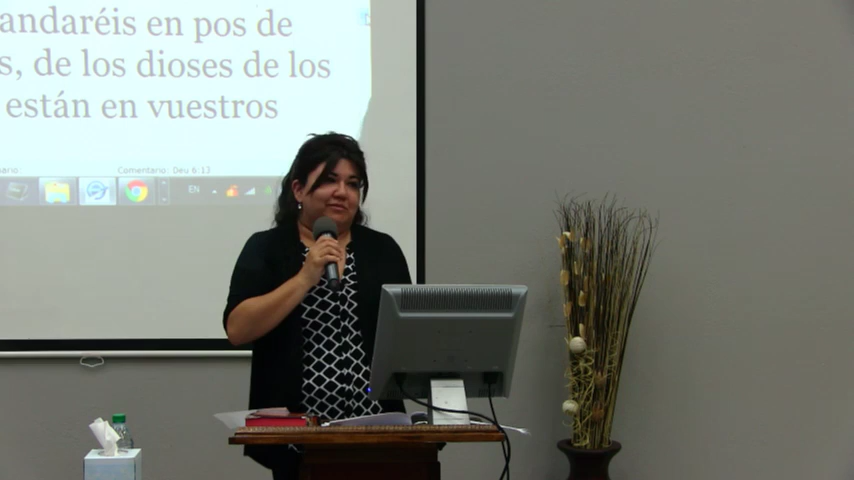 andaréis en pos de
s, de los dioses de los
están en vuestros
Comentario: Deu 6:13
EN